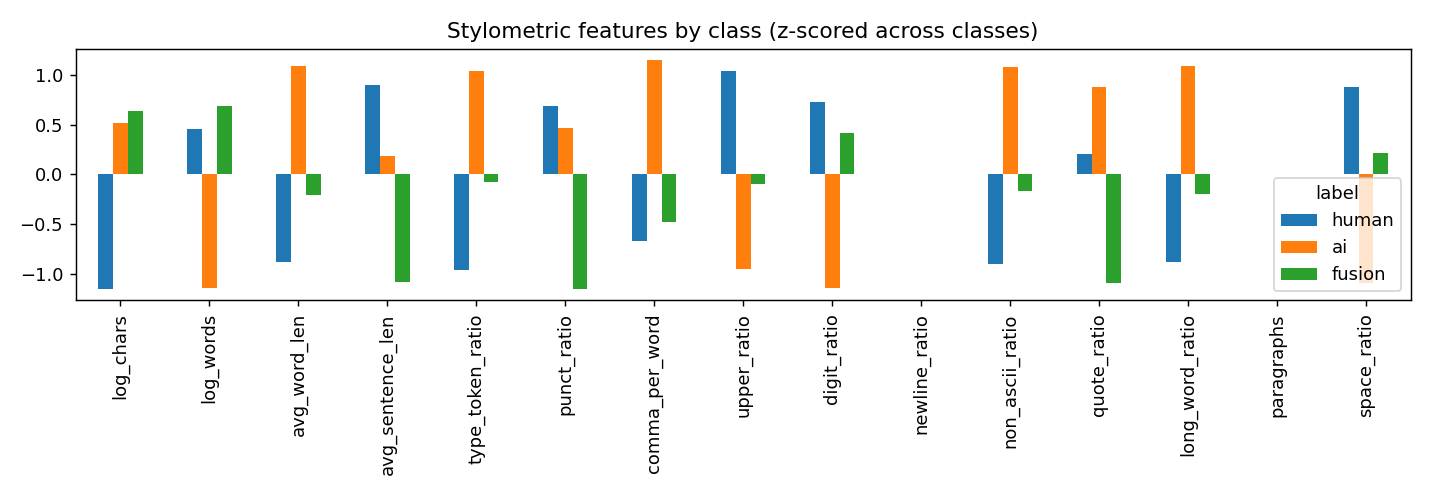 Stylometric features by class (z-scored across classes)
1.0
0.5
0.0
−0.5
−1.0
label
human
ai
fusion
log_chars
log_words
avg_word_len
avg_sentence_len
type_token_ratio
punct_ratio
comma_per_word
upper_ratio
digit_ratio
newline_ratio
non_ascii_ratio
quote_ratio
long_word_ratio
paragraphs
space_ratio